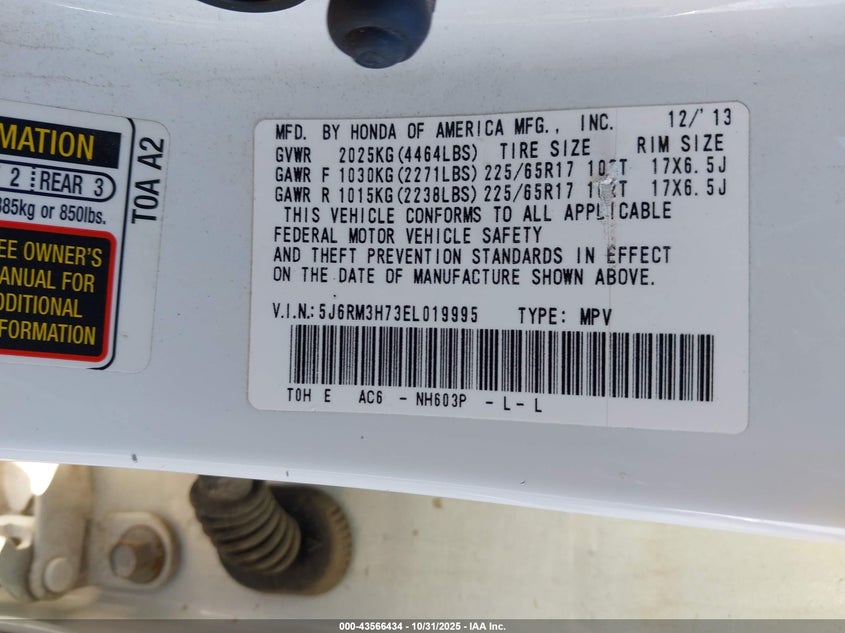 MATION
2 REAR 3
385kg or 850lbs.
EE OWNER'S
ANUAL FOR
DDITIONAL
FORMATION
TOA A2
MFD. BY HONDA OF AMERICA MFG., INC. 12/'13
GVWR 2025KG(4464LBS) TIRE SIZE RIM SIZE
GAWR F 1030KG(2271LBS) 225/65R17 17X6.5J
GAWR R 1015KG(2238LBS) 225/65R17 17X6.5J
THIS VEHICLE CONFORMS TO ALL APPLICABLE
FEDERAL MOTOR VEHICLE SAFETY
AND THEFT PREVENTION STANDARDS IN EFFECT
ON THE DATE OF MANUFACTURE SHOWN ABOVE.
V.I.N.:5J6RM3H73EL019995 TYPE: MPV
TOH E AC6 - NH603P - L - L
000-43566434 - 10/31/2025 - IAA Inc.